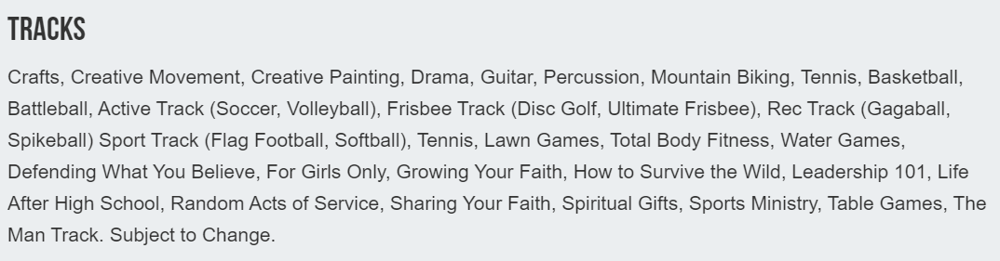 TRACKS
Crafts, Creative Movement, Creative Painting, Drama, Guitar, Percussion, Mountain Biking, Tennis, Basketball,
Battleball, Active Track (Soccer, Volleyball), Frisbee Track (Disc Golf, Ultimate Frisbee), Rec Track (Gagaball,
Spikeball) Sport Track (Flag Football, Softball), Tennis, Lawn Games, Total Body Fitness, Water Games,
Defending What You Believe, For Girls Only, Growing Your Faith, How to Survive the Wild, Leadership 101, Life
After High School, Random Acts of Service, Sharing Your Faith, Spiritual Gifts, Sports Ministry, Table Games, The
Man Track. Subject to Change.